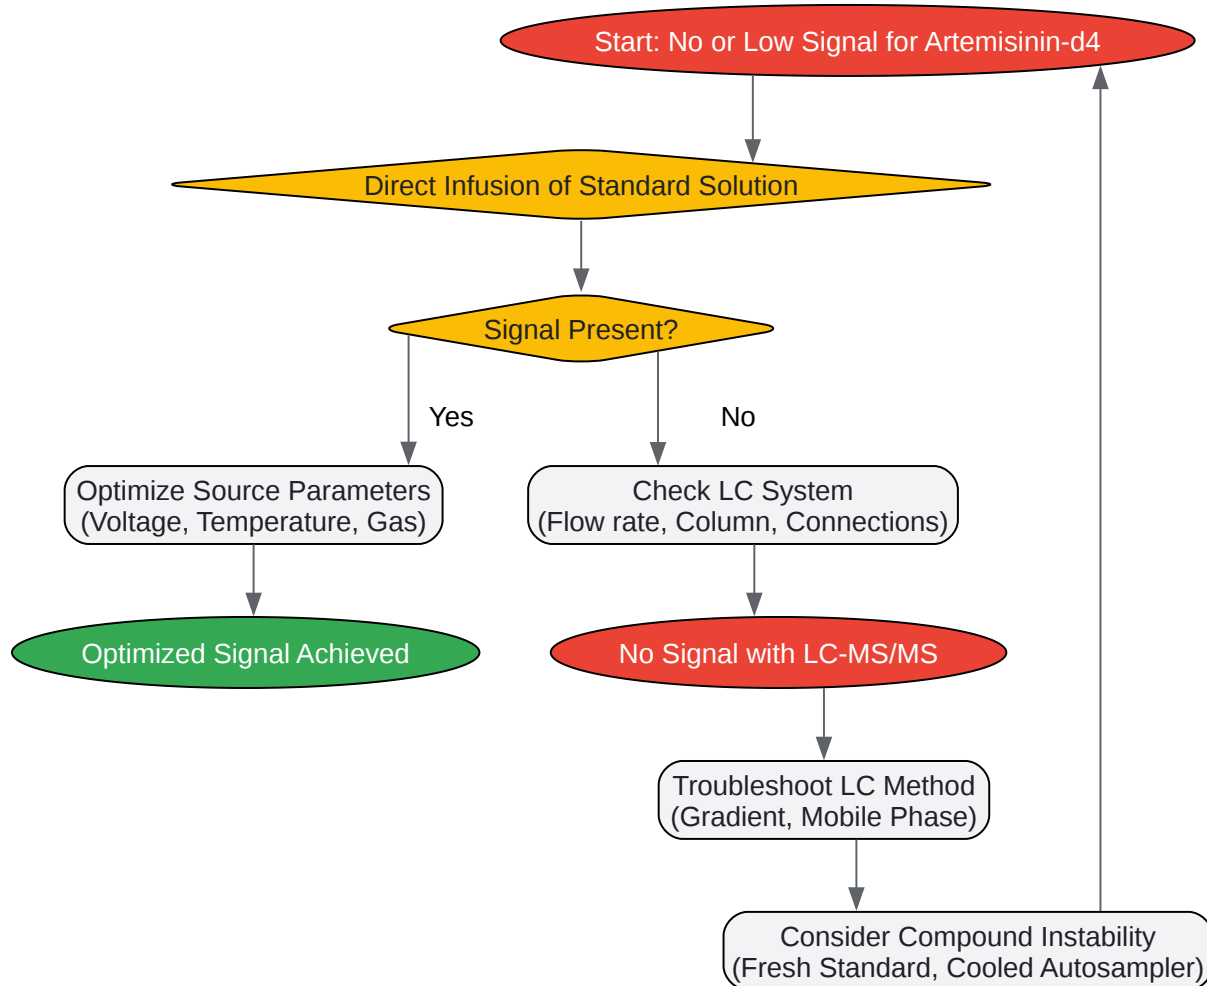 Start: No or Low Signal for Artemisinin-d4
Direct Infusion of Standard Solution
Signal Present?
Yes
No
Optimize Source Parameters
(Voltage, Temperature, Gas)
Check LC System
(Flow rate, Column, Connections)
Optimized Signal Achieved
No Signal with LC-MS/MS
Troubleshoot LC Method
(Gradient, Mobile Phase)
Consider Compound Instability
(Fresh Standard, Cooled Autosampler)